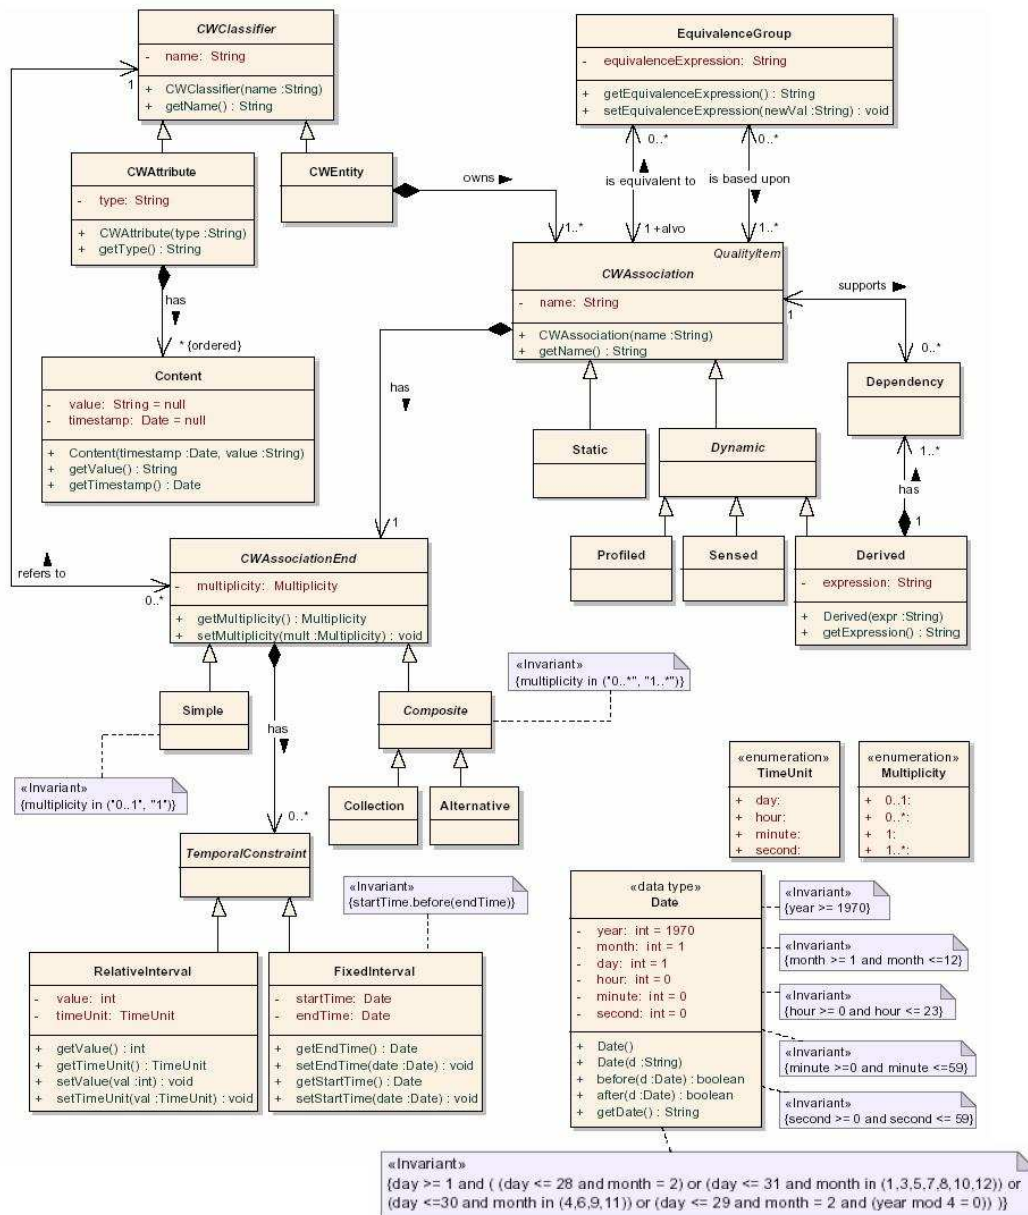 CWClassifier
- name: String
+ CWClassifier(name :String)
+ getName() : String
1
EquivalenceGroup
- equivalenceExpression: String
+ getEquivalenceExpression() : String
+ setEquivalenceExpression(newVal :String) : void
0..*
0..*
is equivalent to
is based upon
1 +alvo
1..*
CWAttribute
- type: String
+ CWAttribute(type :String)
+ getType() : String
CWEntity
owns
1..*
has
* {ordered}
QualityItem
CWAssociation
- name: String
+ CWAssociation(name :String)
+ getName() : String
supports
1
0..*
Content
- value: String = null
- timestamp: Date = null
+ Content(timestamp :Date, value :String)
+ getValue() : String
+ getTimestamp() : Date
has
1
Dependency
1..*
has
1
Static
Dynamic
Profiled
Sensed
Derived
- expression: String
+ Derived(expr :String)
+ getExpression() : String
refers to
0..*
CWAssociationEnd
- multiplicity: Multiplicity
+ getMultiplicity() : Multiplicity
+ setMultiplicity(mult :Multiplicity) : void
«Invariant»
{multiplicity in ("0..*", "1..*")}
Simple
has
Composite
«Invariant»
{multiplicity in ("0..1", "1")}
0..*
Collection
Alternative
«enumeration»
TimeUnit
+ day:
+ hour:
+ minute:
+ second:
«enumeration»
Multiplicity
+ 0..1:
+ 0..*:
+ 1:
+ 1..*:
TemporalConstraint
«Invariant»
{startTime.before(endTime)}
RelativeInterval
- value: int
- timeUnit: TimeUnit
+ getValue() : int
+ getTimeUnit() : TimeUnit
+ setValue(val :int) : void
+ setTimeUnit(val :TimeUnit) : void
FixedInterval
- startTime: Date
- endTime: Date
+ getEndTime() : Date
+ setEndTime(date :Date) : void
+ getStartTime() : Date
+ setStartTime(date :Date) : void
«data type»
Date
- year: int = 1970
- month: int = 1
- day: int = 1
- hour: int = 0
- minute: int = 0
- second: int = 0
+ Date()
+ Date(d :String)
+ before(d :Date) : boolean
+ after(d :Date) : boolean
+ getDate() : String
«Invariant»
{year >= 1970}
«Invariant»
{month >= 1 and month <=12}
«Invariant»
{hour >= 0 and hour <= 23}
«Invariant»
{minute >=0 and minute <=59}
«Invariant»
{second >= 0 and second <= 59}
«Invariant»
{day >= 1 and ( (day <= 28 and month = 2) or (day <= 31 and month in (1,3,5,7,8,10,12)) or
(day <=30 and month in (4,6,9,11)) or (day <= 29 and month = 2 and (year mod 4 = 0)) )}